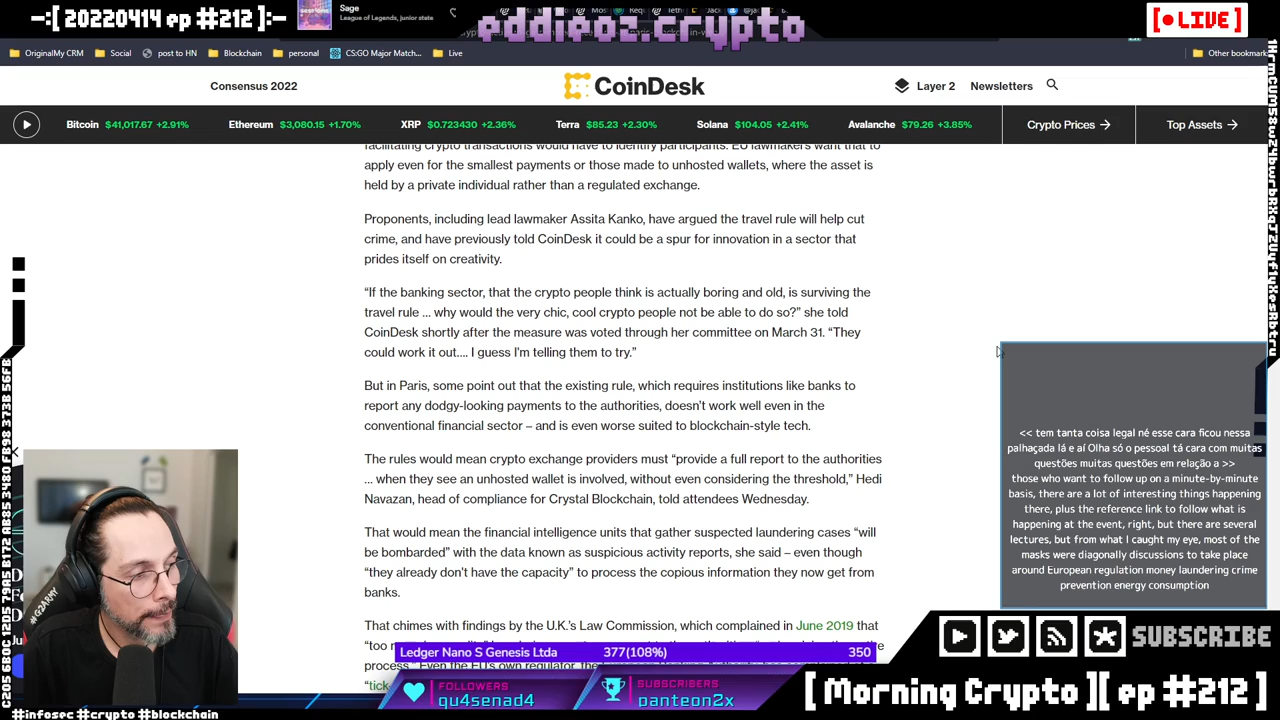 -:[ 20220414 ep #212 ]:-
Sage
League of Legends, junior state
eddieoz.crypto
[ • LIVE ]
OriginalMy CRM
Social
post to HN
Blockchain
personal
CS:GO Major Match...
Live
Other bookmark
Consensus 2022
CoinDesk
Layer 2
Newsletters
Bitcoin $41,017.67 +2.91%
Ethereum $3,080.15 +1.70%
XRP $0.723430 +2.36%
Terra $85.23 +2.30%
Solana $104.05 +2.41%
Avalanche $79.26 +3.85%
Crypto Prices →
Top Assets →
facilitating crypto transactions would have to identify participants. EU lawmakers want that to
apply even for the smallest payments or those made to unhosted wallets, where the asset is
held by a private individual rather than a regulated exchange.
Proponents, including lead lawmaker Assita Kanko, have argued the travel rule will help cut
crime, and have previously told CoinDesk it could be a spur for innovation in a sector that
prides itself on creativity.
“If the banking sector, that the crypto people think is actually boring and old, is surviving the
travel rule ... why would the very chic, cool crypto people not be able to do so?” she told
CoinDesk shortly after the measure was voted through her committee on March 31. “They
could work it out.... I guess I'm telling them to try.”
But in Paris, some point out that the existing rule, which requires institutions like banks to
report any dodgy-looking payments to the authorities, doesn’t work well even in the
conventional financial sector – and is even worse suited to blockchain-style tech.
The rules would mean crypto exchange providers must “provide a full report to the authorities
... when they see an unhosted wallet is involved, without even considering the threshold,” Hedi
Navazan, head of compliance for Crystal Blockchain, told attendees Wednesday.
That would mean the financial intelligence units that gather suspected laundering cases “will
be bombarded” with the data known as suspicious activity reports, she said – even though
“they already don’t have the capacity” to process the copious information they now get from
banks.
That chimes with findings by the U.K.’s Law Commission, which complained in June 2019 that
<< tem tanta coisa legal né esse cara ficou nessa
palhaçada lá e aí Olha só o pessoal tá cara com muitas
questões muitas questões em relação a >>
those who want to follow up on a minute-by-minute
basis, there are a lot of interesting things happening
there, plus the reference link to follow what is
happening at the event, right, but there are several
lectures, but from what I caught my eye, most of the
masks were diagonally discussions to take place
around European regulation money laundering crime
prevention energy consumption
Ledger Nano S Genesis Ltda 377(108%) 350
FOLLOWERS
qu4senad4
SUBSCRIBERS
panteon2x
SUBSCRIBE
[ Morning Crypto ][ ep #212 ]
infosec #crypto #blockchain